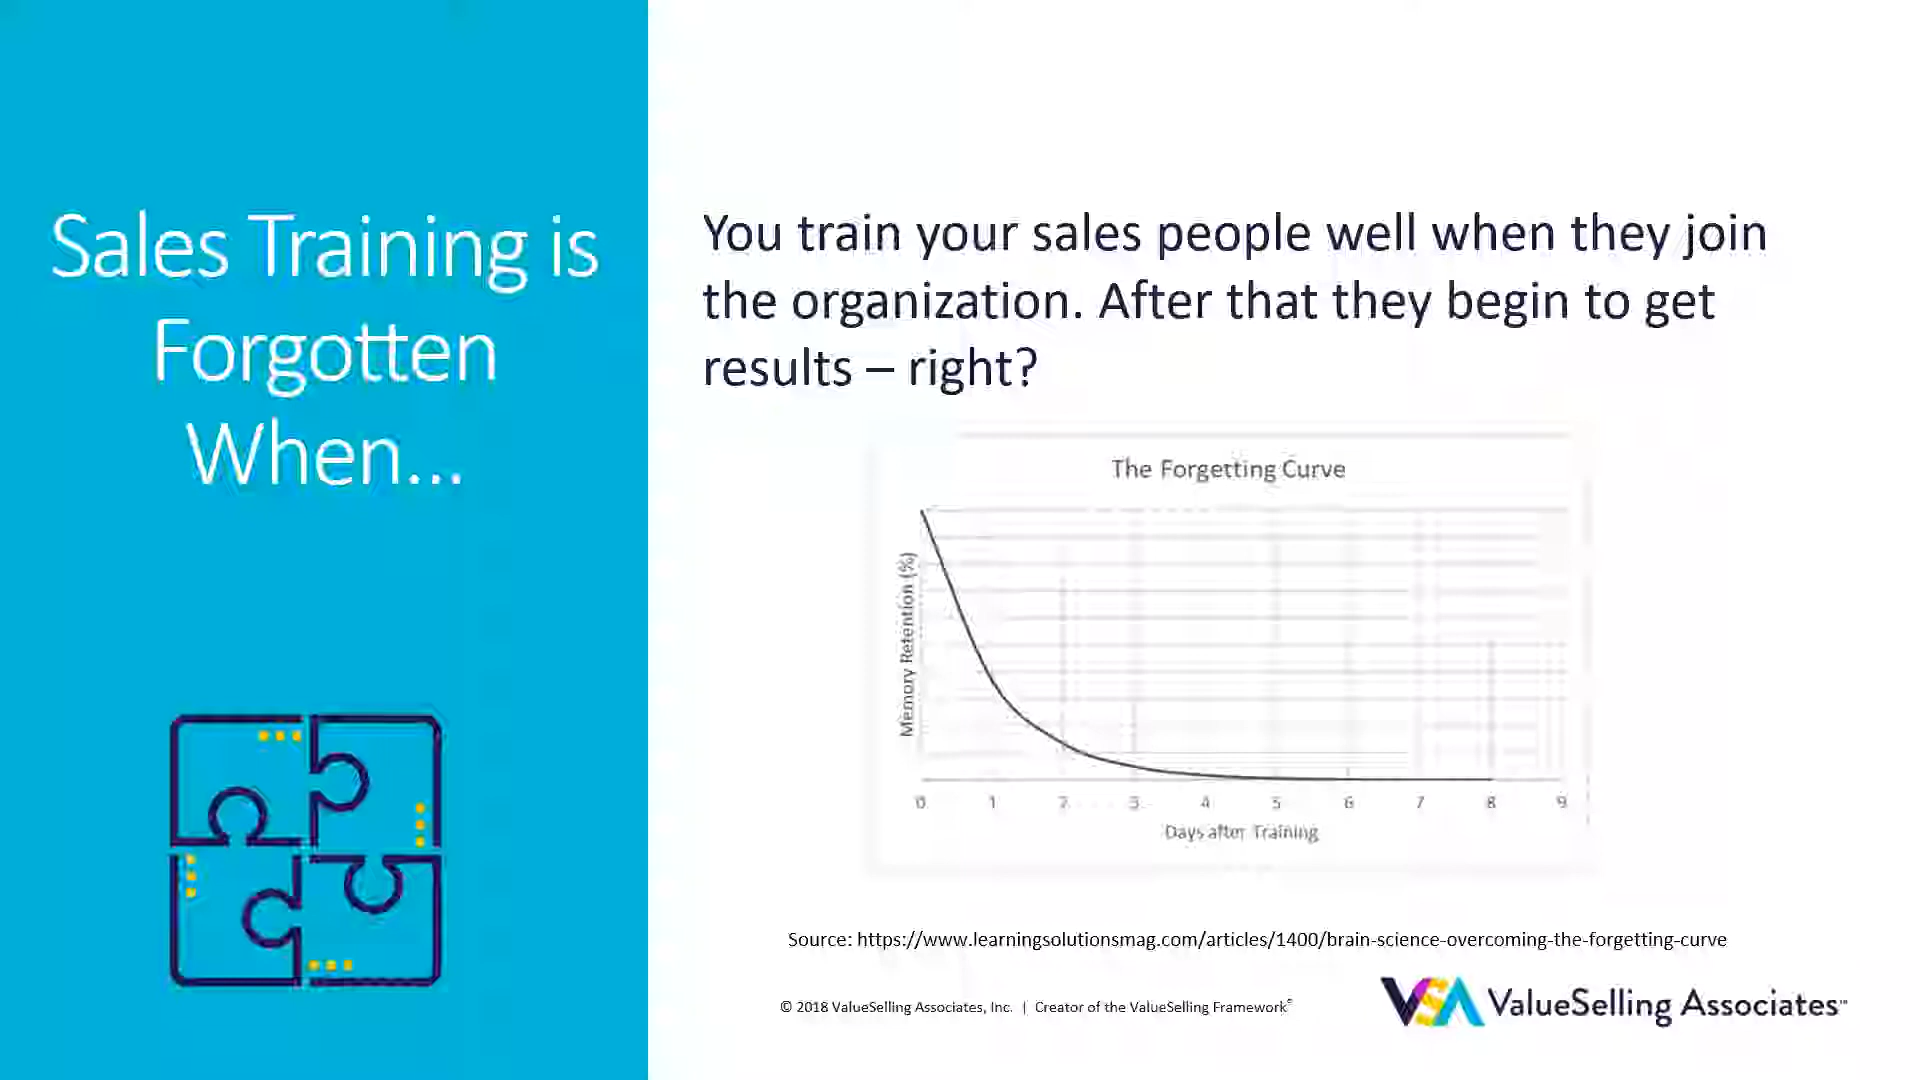 Sales Training is
Forgotten
When...
You train your sales people well when they join
the organization. After that they begin to get
results – right?
The Forgetting Curve
Memory Retention (%)
0 1 2 3 4 5 6 7 8 9
Days after Training
Source: https://www.learningsolutionsmag.com/articles/1400/brain-science-overcoming-the-forgetting-curve
© 2018 ValueSelling Associates, Inc. | Creator of the ValueSelling Framework®
VSA ValueSelling Associates™